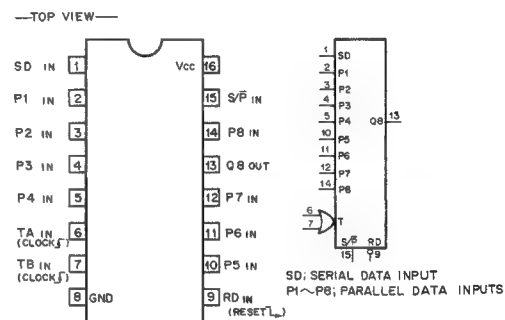 TOP VIEW
SD IN 1
P1 IN 2
P2 IN 3
P3 IN 4
P4 IN 5
TA IN 6
(CLOCK)
TB IN 7
(CLOCK)
8 GND
Vcc 16
15 S/P̅ IN
14 P8 IN
13 Q8 OUT
12 P7 IN
11 P6 IN
10 P5 IN
9 RD IN
(RESET)
1 SD
2 P1
3 P2
4 P3
5 P4
10 P5
11 P6
12 P7
14 P8
Q8 13
6
7
T
S/P̅ RD
15 9
SD; SERIAL DATA INPUT
P1~P8; PARALLEL DATA INPUTS